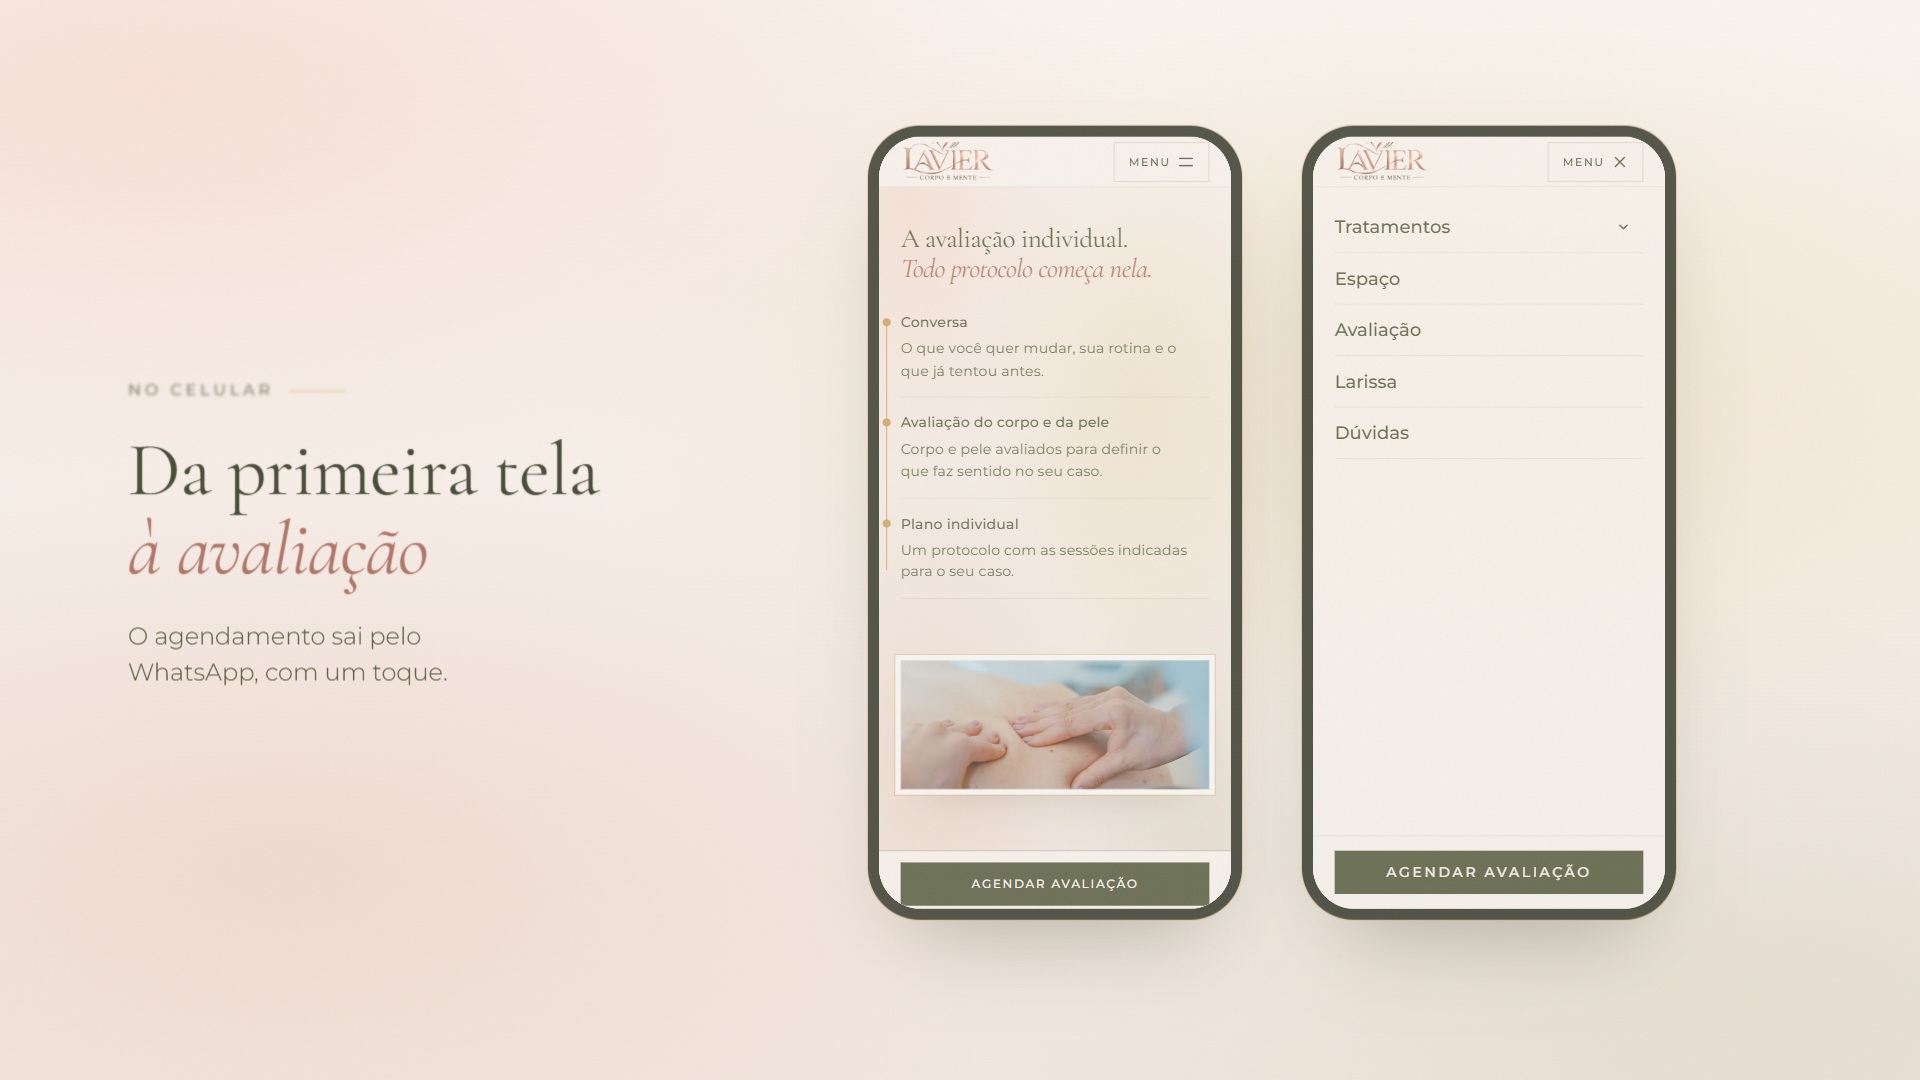 NO CELULAR
Da primeira tela
à avaliação
O agendamento sai pelo
WhatsApp, com um toque.
LAVIER
CORPO E MENTE
MENU
A avaliação individual.
Todo protocolo começa nela.
Conversa
O que você quer mudar, sua rotina e o
que já tentou antes.
Avaliação do corpo e da pele
Corpo e pele avaliados para definir o
que faz sentido no seu caso.
Plano individual
Um protocolo com as sessões indicadas
para o seu caso.
AGENDAR AVALIAÇÃO
LAVIER
CORPO E MENTE
MENU
Tratamentos
Espaço
Avaliação
Larissa
Dúvidas
AGENDAR AVALIAÇÃO